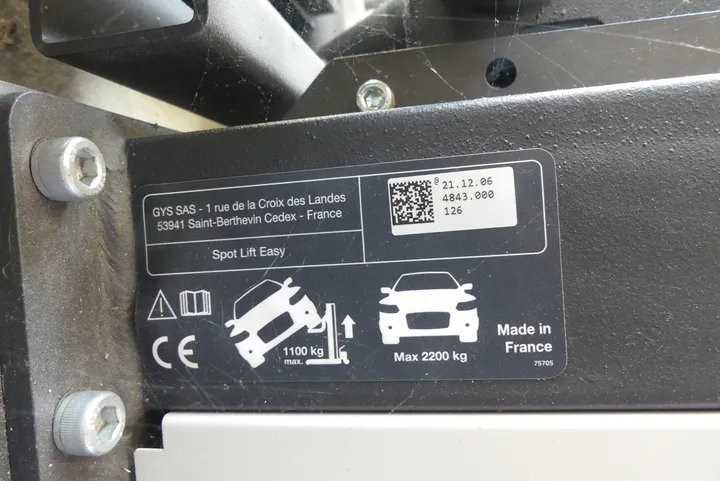 GYS SAS - 1 rue de la Croix des Landes
53941 Saint-Berthevin Cedex - France
Spot Lift Easy
@
21.12.06
4843.000
126
CE
1100 kg
max.
Max 2200 kg
Made in
France
75705